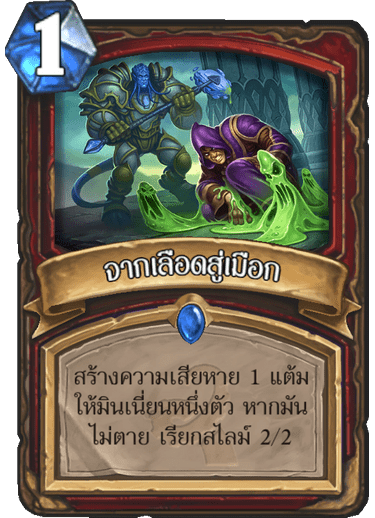 1
จากเลือดสู่เมือก
สร้างความเสียหาย 1 แต้ม
ให้มินเนี่ยนหนึ่งตัว หากมัน
ไม่ตาย เรียกสไลม์ 2/2